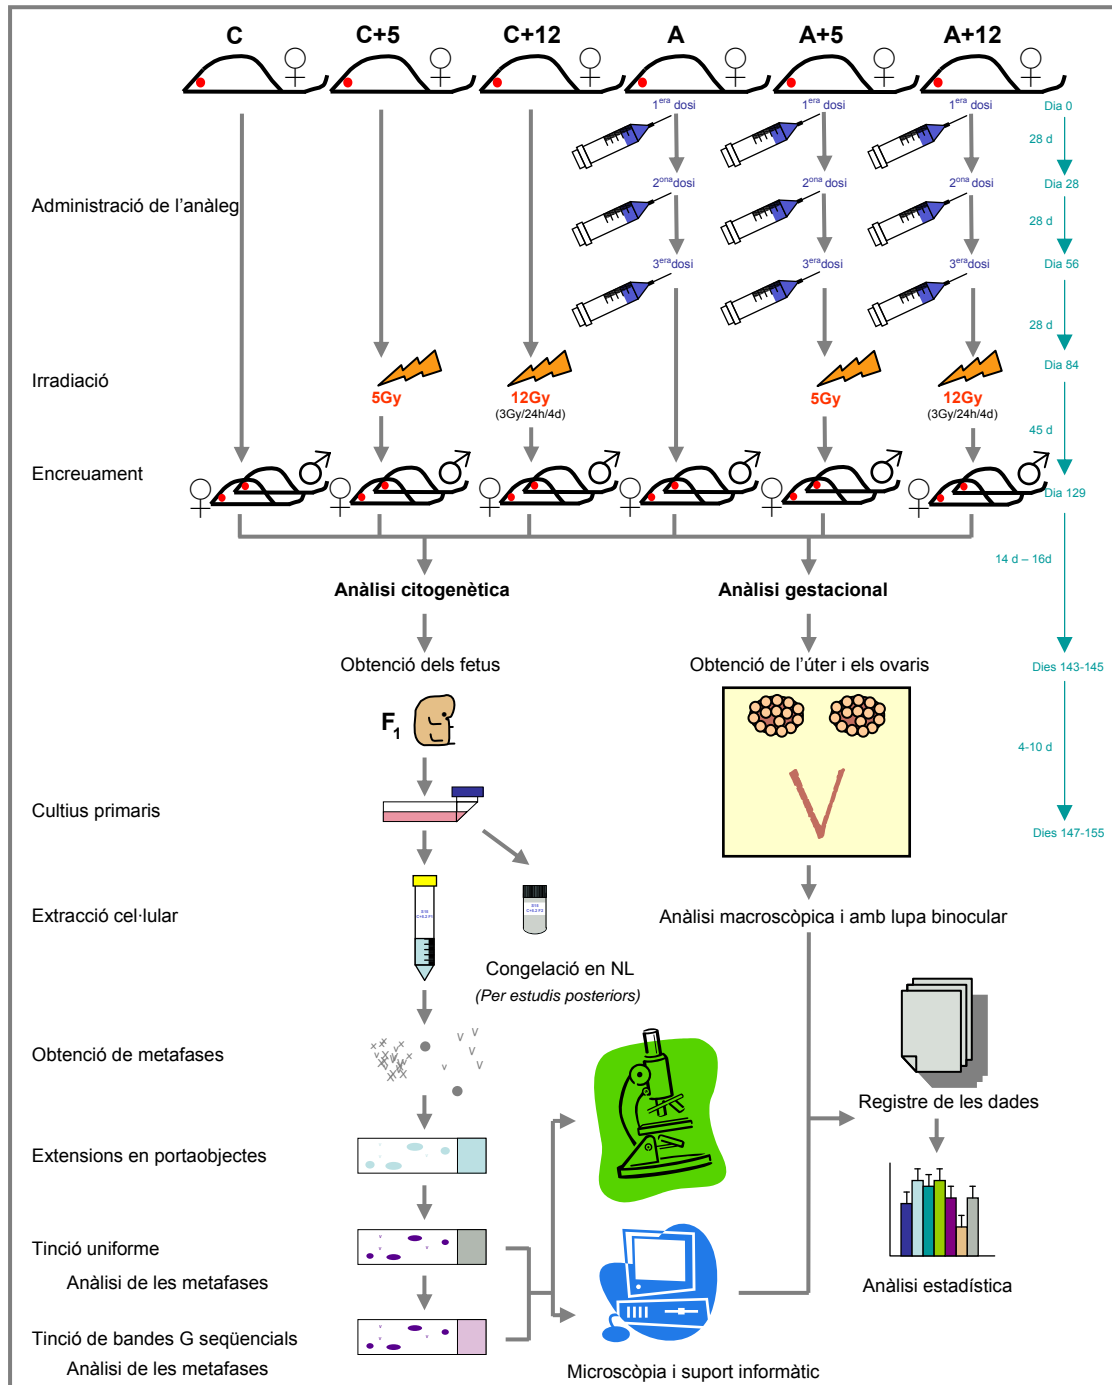 C C+5 C+12 A A+5 A+12
1era dosi 1era dosi 1era dosi Dia 0
28 d
Administració de l'anàleg
2ona dosi 2ona dosi 2ona dosi Dia 28
28 d
3era dosi 3era dosi 3era dosi Dia 56
28 d
Dia 84
Irradiació
5Gy 12Gy 5Gy 12Gy
(3Gy/24h/4d) (3Gy/24h/4d)
45 d
Encreuament
Dia 129
14 d – 16d
Anàlisi citogenètica Anàlisi gestacional
Obtenció dels fetus Obtenció de l'úter i els ovaris Dies 143-145
F1
4-10 d
Cultius primaris
Dies 147-155
Extracció cel·lular
Anàlisi macroscòpica i amb lupa binocular
Congelació en NL
(Per estudis posteriors)
Obtenció de metafases
Registre de les dades
Extensions en portaobjectes
Tinció uniforme
Anàlisi de les metafases
Anàlisi estadística
Tinció de bandes G seqüencials
Anàlisi de les metafases
Microscòpia i suport informàtic